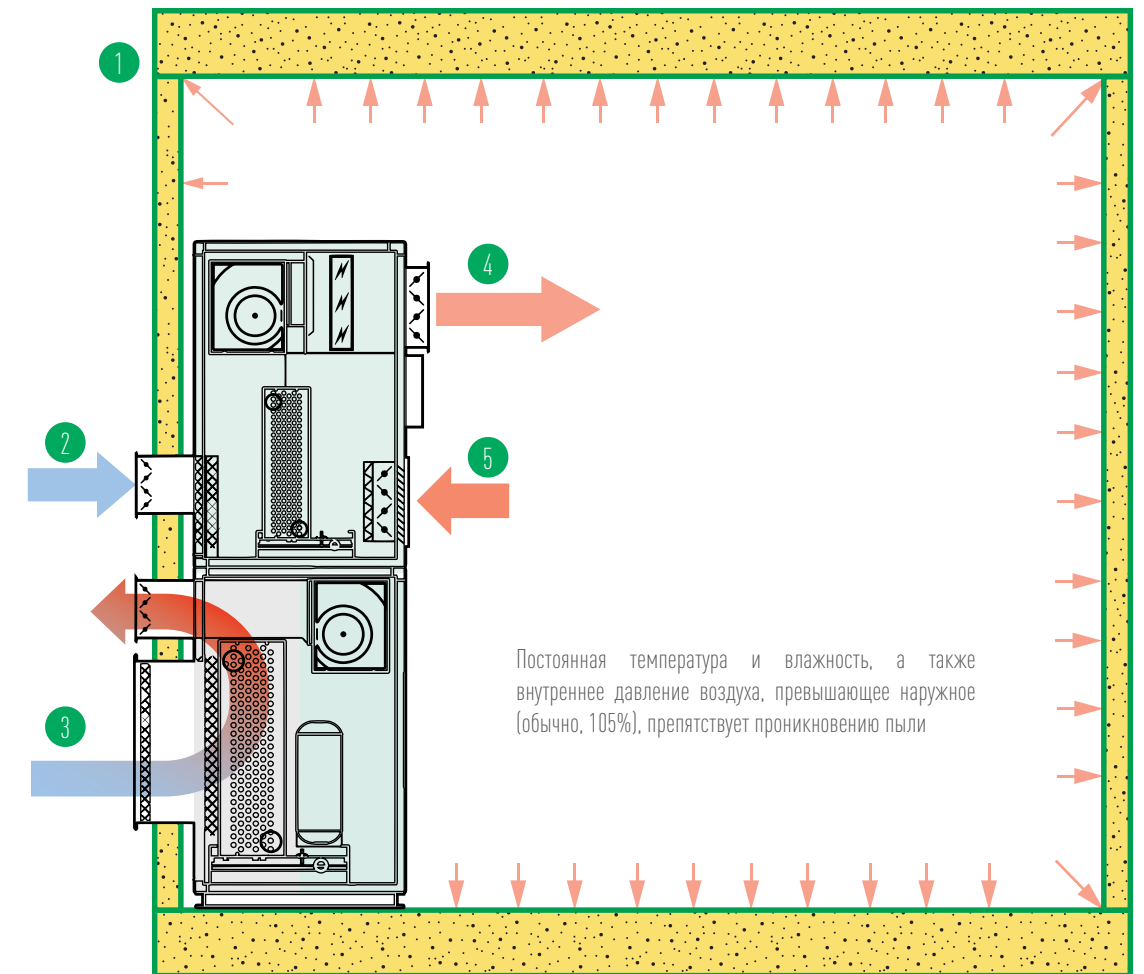 1
4
2
5
3
Постоянная температура и влажность, а также
внутреннее давление воздуха, превышающее наружное
(обычно, 105%), препятствует проникновению пыли